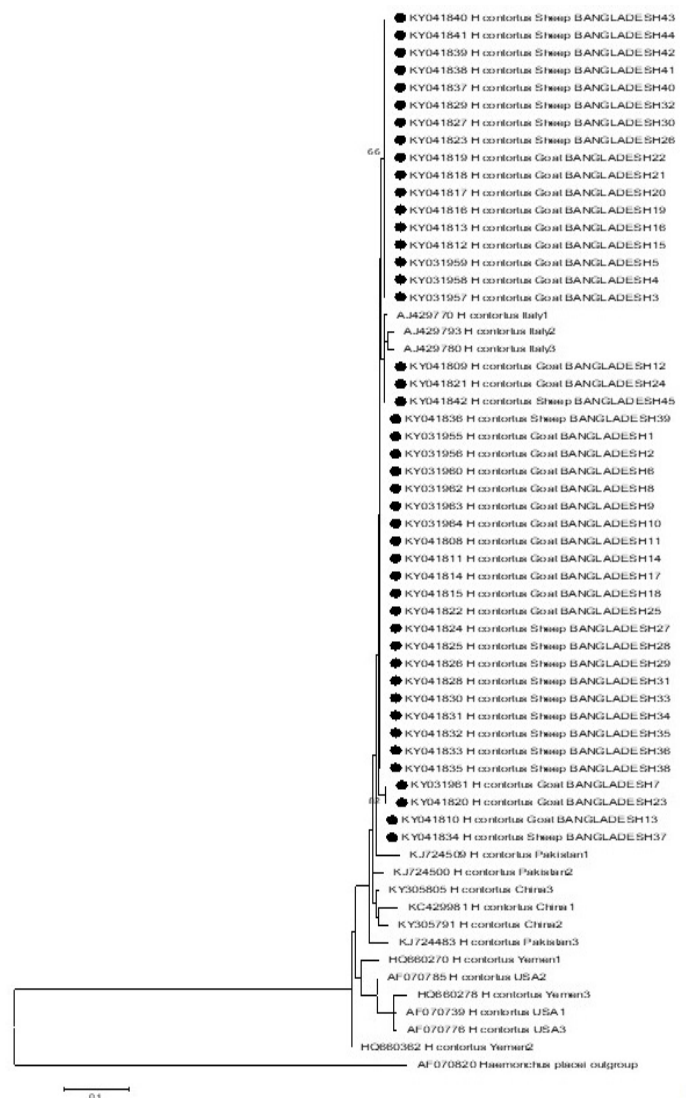 KY041840 H contortus Sheep BANGLADESH43
KY041841 H contortus Sheep BANGLADESH44
KY041839 H contortus Sheep BANGLADESH42
KY041838 H contortus Sheep BANGLADESH41
KY041837 H contortus Sheep BANGLADESH40
KY041829 H contortus Sheep BANGLADESH32
KY041827 H contortus Sheep BANGLADESH30
KY041823 H contortus Sheep BANGLADESH26
66
KY041819 H contortus Goat BANGLADESH22
KY041818 H contortus Goat BANGLADESH21
KY041817 H contortus Goat BANGLADESH20
KY041816 H contortus Goat BANGLADESH19
KY041813 H contortus Goat BANGLADESH16
KY041812 H contortus Goat BANGLADESH15
KY031959 H contortus Goat BANGLADESH5
KY031958 H contortus Goat BANGLADESH4
KY031957 H contortus Goat BANGLADESH3
AJ429770 H contortus Italy1
AJ429793 H contortus Italy2
AJ429780 H contortus Italy3
KY041809 H contortus Goat BANGLADESH12
KY041821 H contortus Goat BANGLADESH24
KY041842 H contortus Sheep BANGLADESH45
KY041836 H contortus Sheep BANGLADESH39
KY031955 H contortus Goat BANGLADESH1
KY031956 H contortus Goat BANGLADESH2
KY031960 H contortus Goat BANGLADESH6
KY031962 H contortus Goat BANGLADESH8
KY031963 H contortus Goat BANGLADESH9
KY031964 H contortus Goat BANGLADESH10
KY041808 H contortus Goat BANGLADESH11
KY041811 H contortus Goat BANGLADESH14
KY041814 H contortus Goat BANGLADESH17
KY041815 H contortus Goat BANGLADESH18
KY041822 H contortus Goat BANGLADESH25
KY041824 H contortus Sheep BANGLADESH27
KY041825 H contortus Sheep BANGLADESH28
KY041826 H contortus Sheep BANGLADESH29
KY041828 H contortus Sheep BANGLADESH31
KY041830 H contortus Sheep BANGLADESH33
KY041831 H contortus Sheep BANGLADESH34
KY041832 H contortus Sheep BANGLADESH35
KY041833 H contortus Sheep BANGLADESH36
KY041835 H contortus Sheep BANGLADESH38
KY031961 H contortus Goat BANGLADESH7
KY041820 H contortus Goat BANGLADESH23
KY041810 H contortus Goat BANGLADESH13
KY041834 H contortus Sheep BANGLADESH37
KJ724509 H contortus Pakistan1
KJ724500 H contortus Pakistan2
KY305805 H contortus China3
KC429981 H contortus China1
KY305791 H contortus China2
KJ724483 H contortus Pakistan3
HQ660270 H contortus Yemen1
AF070785 H contortus USA2
HQ660278 H contortus Yemen3
AF070739 H contortus USA1
AF070776 H contortus USA3
HQ660362 H contortus Yemen2
AF070820 Haemonchus placei outgroup